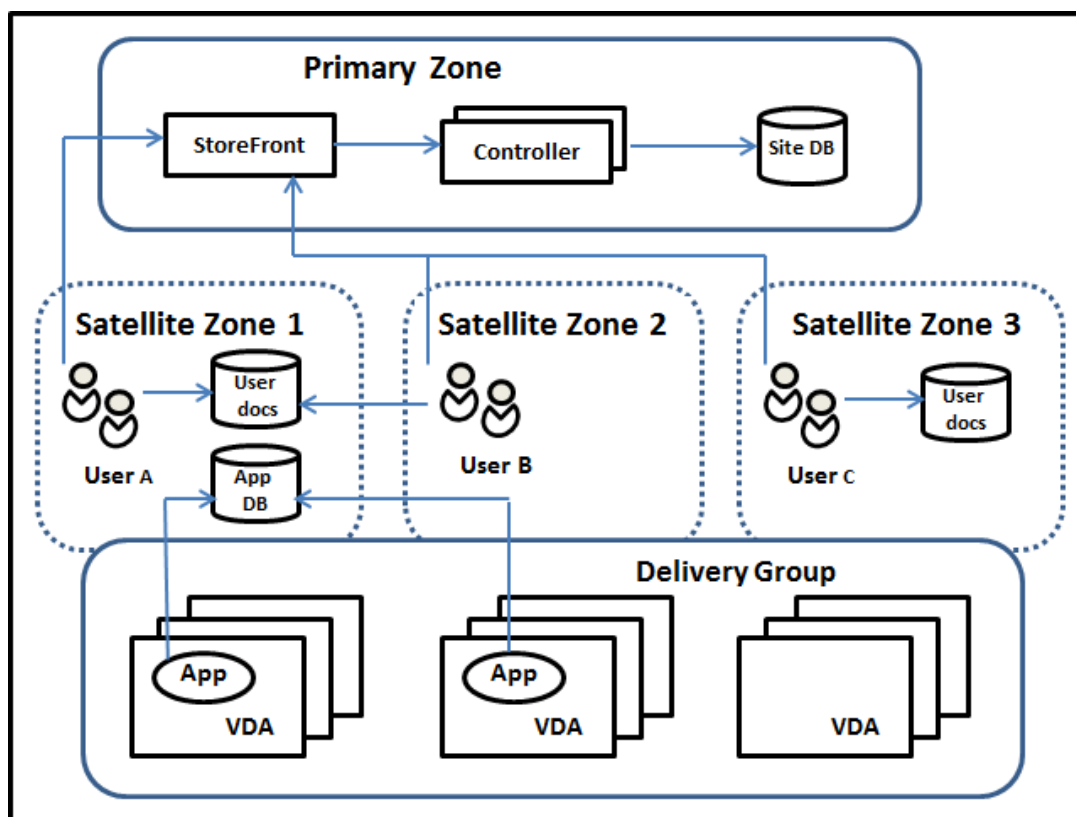 Primary Zone
StoreFront
Controller
Site DB
Satellite Zone 1
Satellite Zone 2
Satellite Zone 3
User
docs
User
docs
User A
App
DB
User B
User C
Delivery Group
App
VDA
App
VDA
VDA